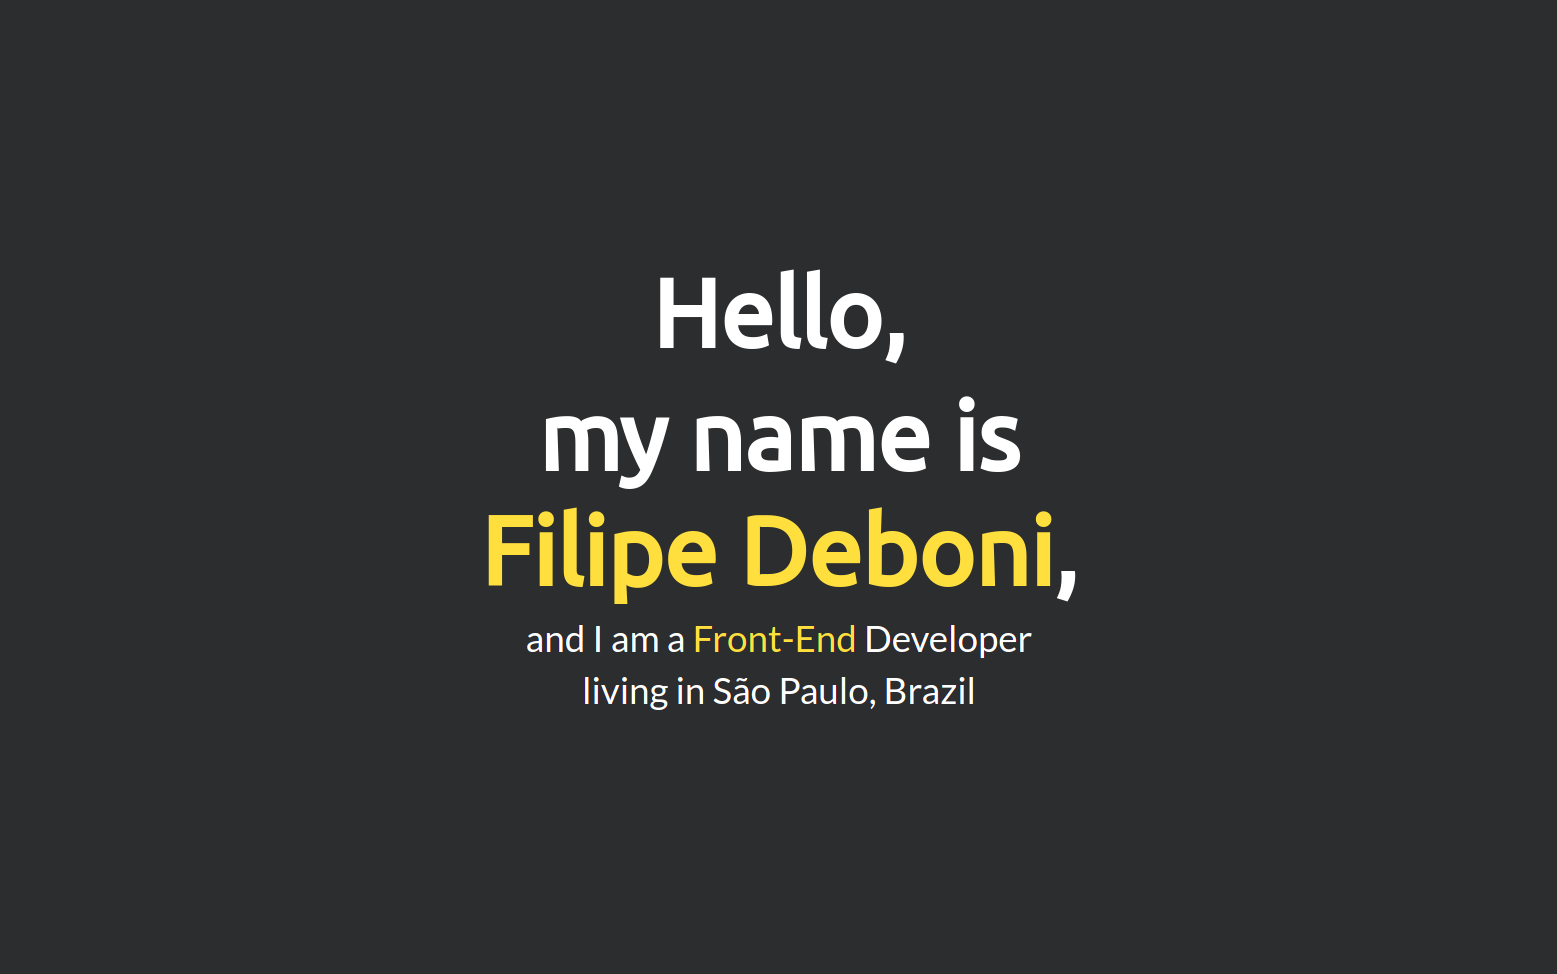 Hello,
my name is
Filipe Deboni,
and I am a Front-End Developer
living in São Paulo, Brazil